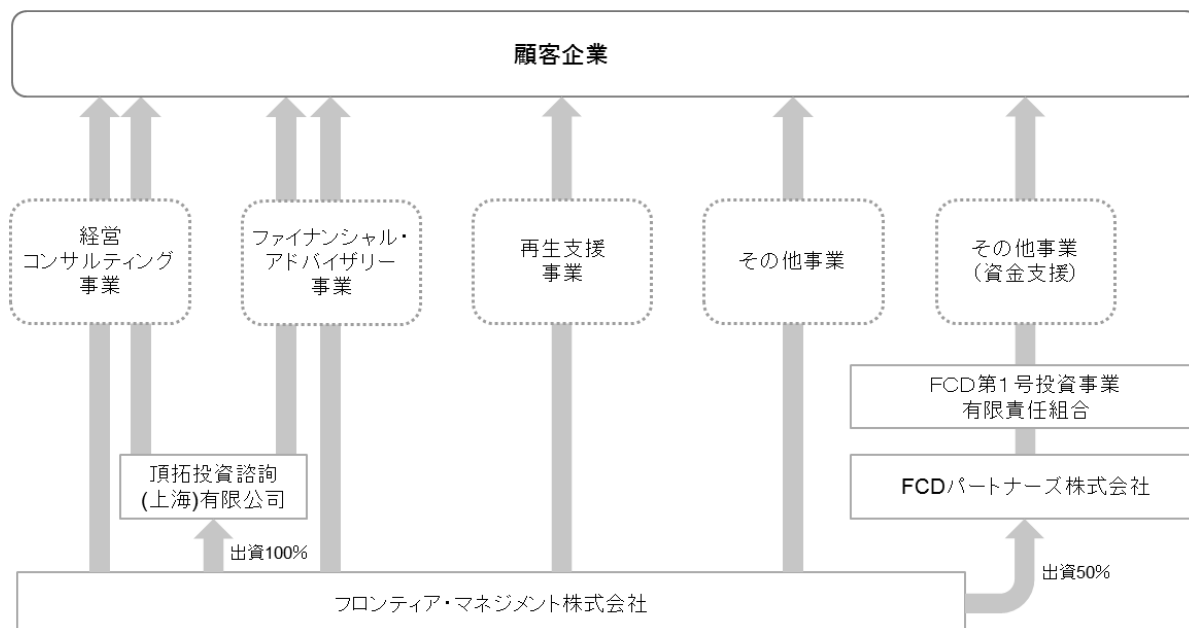 顧客企業
経営
コンサルティング
事業
ファイナンシャル・
アドバイザリー
事業
再生支援
事業
その他事業
その他事業
（資金支援）
FCD第１号投資事業
有限責任組合
頂拓投資諮詢
(上海)有限公司
FCDパートナーズ株式会社
出資100%
出資50%
フロンティア・マネジメント株式会社